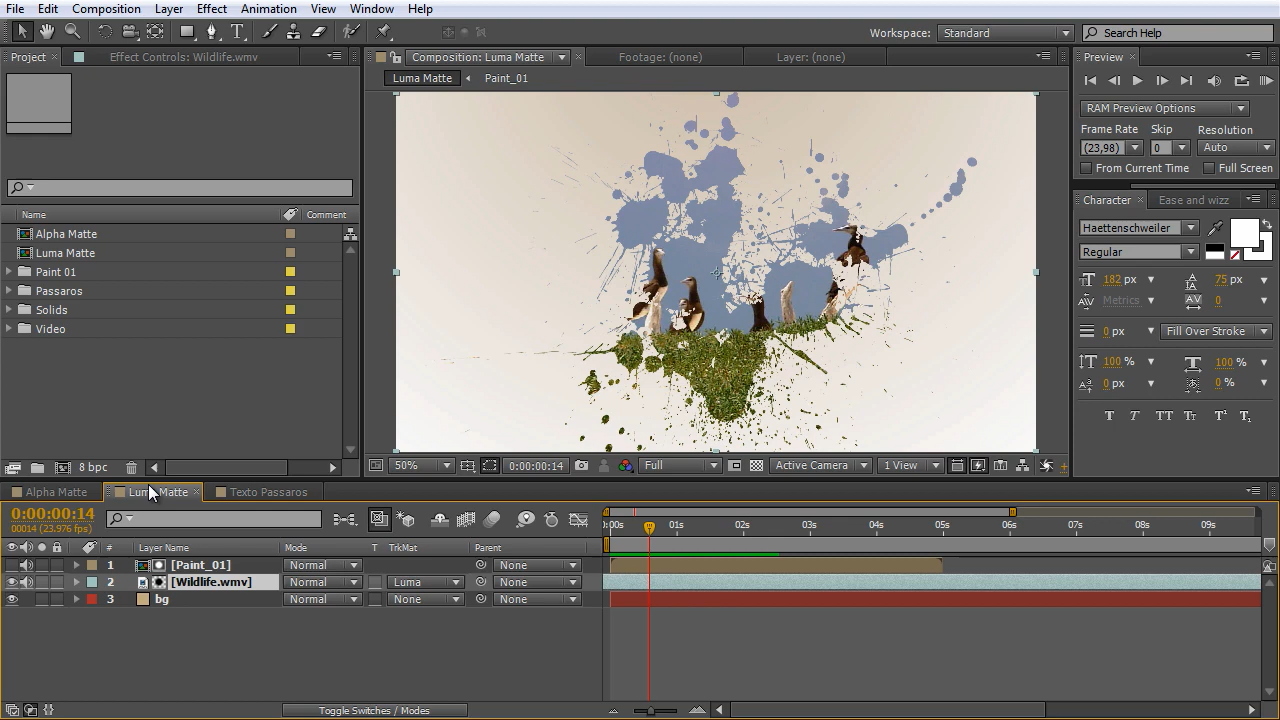 File Edit Composition Layer Effect Animation View Window Help
Workspace: Standard Search Help
Project Effect Controls: Wildlife.wmv
Composition: Luma Matte Footage: (none) Layer: (none)
Luma Matte Paint_01
Preview
RAM Preview Options
Frame Rate Skip Resolution
(23,98) 0 Auto
From Current Time Full Screen
Character Ease and wizz
Haettenschweiler
Regular
182 px 75 px
Metrics 0
0 px Fill Over Stroke
100 % 100 %
0 px 0 %
T T TT Tt T¹ T₁
Name Comment
Alpha Matte
Luma Matte
Paint 01
Passaros
Solids
Video
8 bpc
50% 0:00:00:14 Full Active Camera 1 View
Alpha Matte Luma Matte Texto Passaros
0:00:00:14
00014 (23.976 fps)
:00s 01s 02s 03s 04s 05s 06s 07s 08s 09s
# Layer Name Mode T TrkMat Parent
1 [Paint_01] Normal None
2 [Wildlife.wmv] Normal Luma None
3 bg Normal None None
Toggle Switches / Modes